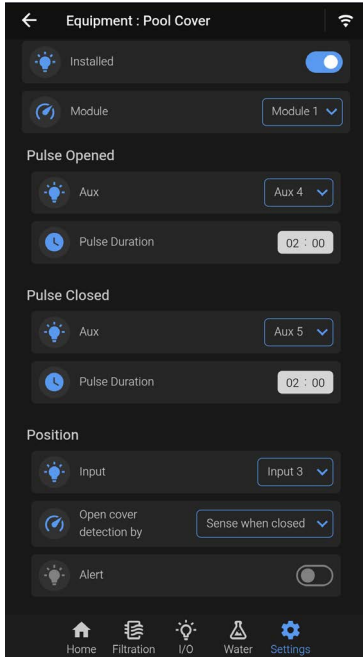 Equipment : Pool Cover
Installed
Module
Module 1
Pulse Opened
Aux
Aux 4
Pulse Duration
02 : 00
Pulse Closed
Aux
Aux 5
Pulse Duration
02 : 00
Position
Input
Input 3
Open cover
detection by
Sense when closed
Alert
Home
Filtration
I/O
Water
Settings